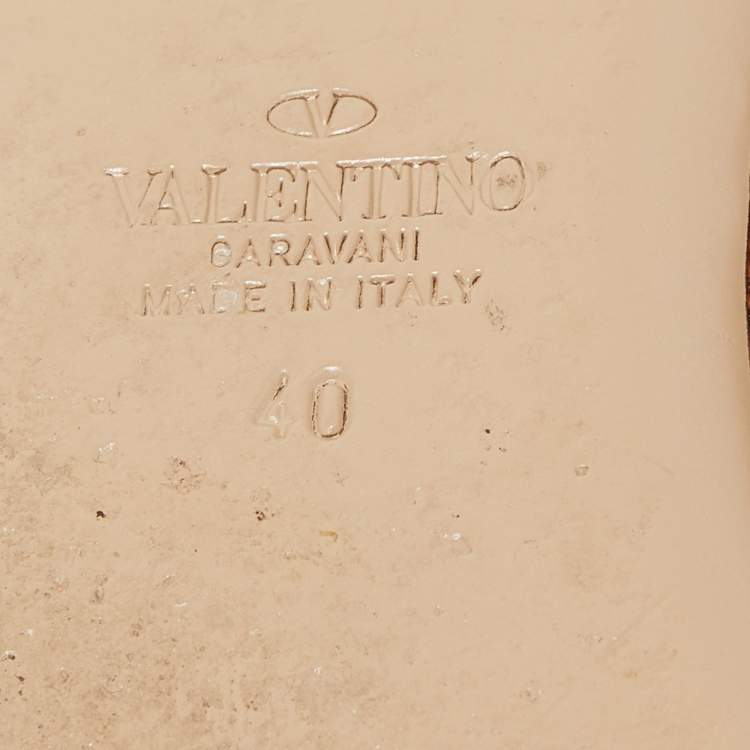 V
VALENTINO
GARAVANI
MADE IN ITALY
40